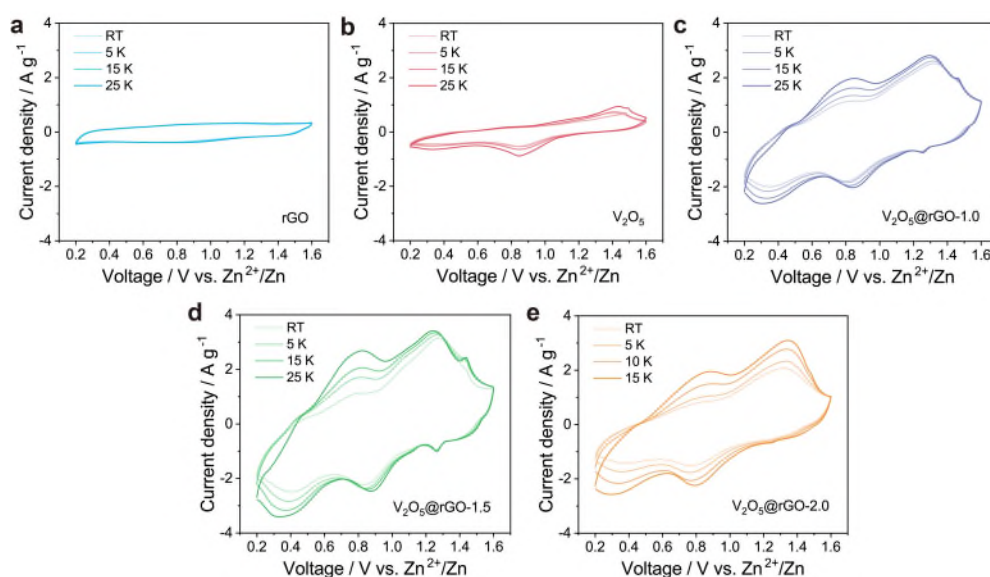 a
4
2
0
-2
-4
RT
5 K
15 K
25 K
rGO
0.2 0.4 0.6 0.8 1.0 1.2 1.4 1.6
Current density / A g⁻¹
Voltage / V vs. Zn²⁺/Zn
b
4
2
0
-2
-4
RT
5 K
15 K
25 K
V₂O₅
0.2 0.4 0.6 0.8 1.0 1.2 1.4 1.6
Current density / A g⁻¹
Voltage / V vs. Zn²⁺/Zn
c
4
2
0
-2
-4
RT
5 K
15 K
25 K
V₂O₅@rGO-1.0
0.2 0.4 0.6 0.8 1.0 1.2 1.4 1.6
Current density / A g⁻¹
Voltage / V vs. Zn²⁺/Zn
d
4
2
0
-2
-4
RT
5 K
15 K
25 K
V₂O₅@rGO-1.5
0.2 0.4 0.6 0.8 1.0 1.2 1.4 1.6
Current density / A g⁻¹
Voltage / V vs. Zn²⁺/Zn
e
4
2
0
-2
-4
RT
5 K
10 K
15 K
V₂O₅@rGO-2.0
0.2 0.4 0.6 0.8 1.0 1.2 1.4 1.6
Current density / A g⁻¹
Voltage / V vs. Zn²⁺/Zn